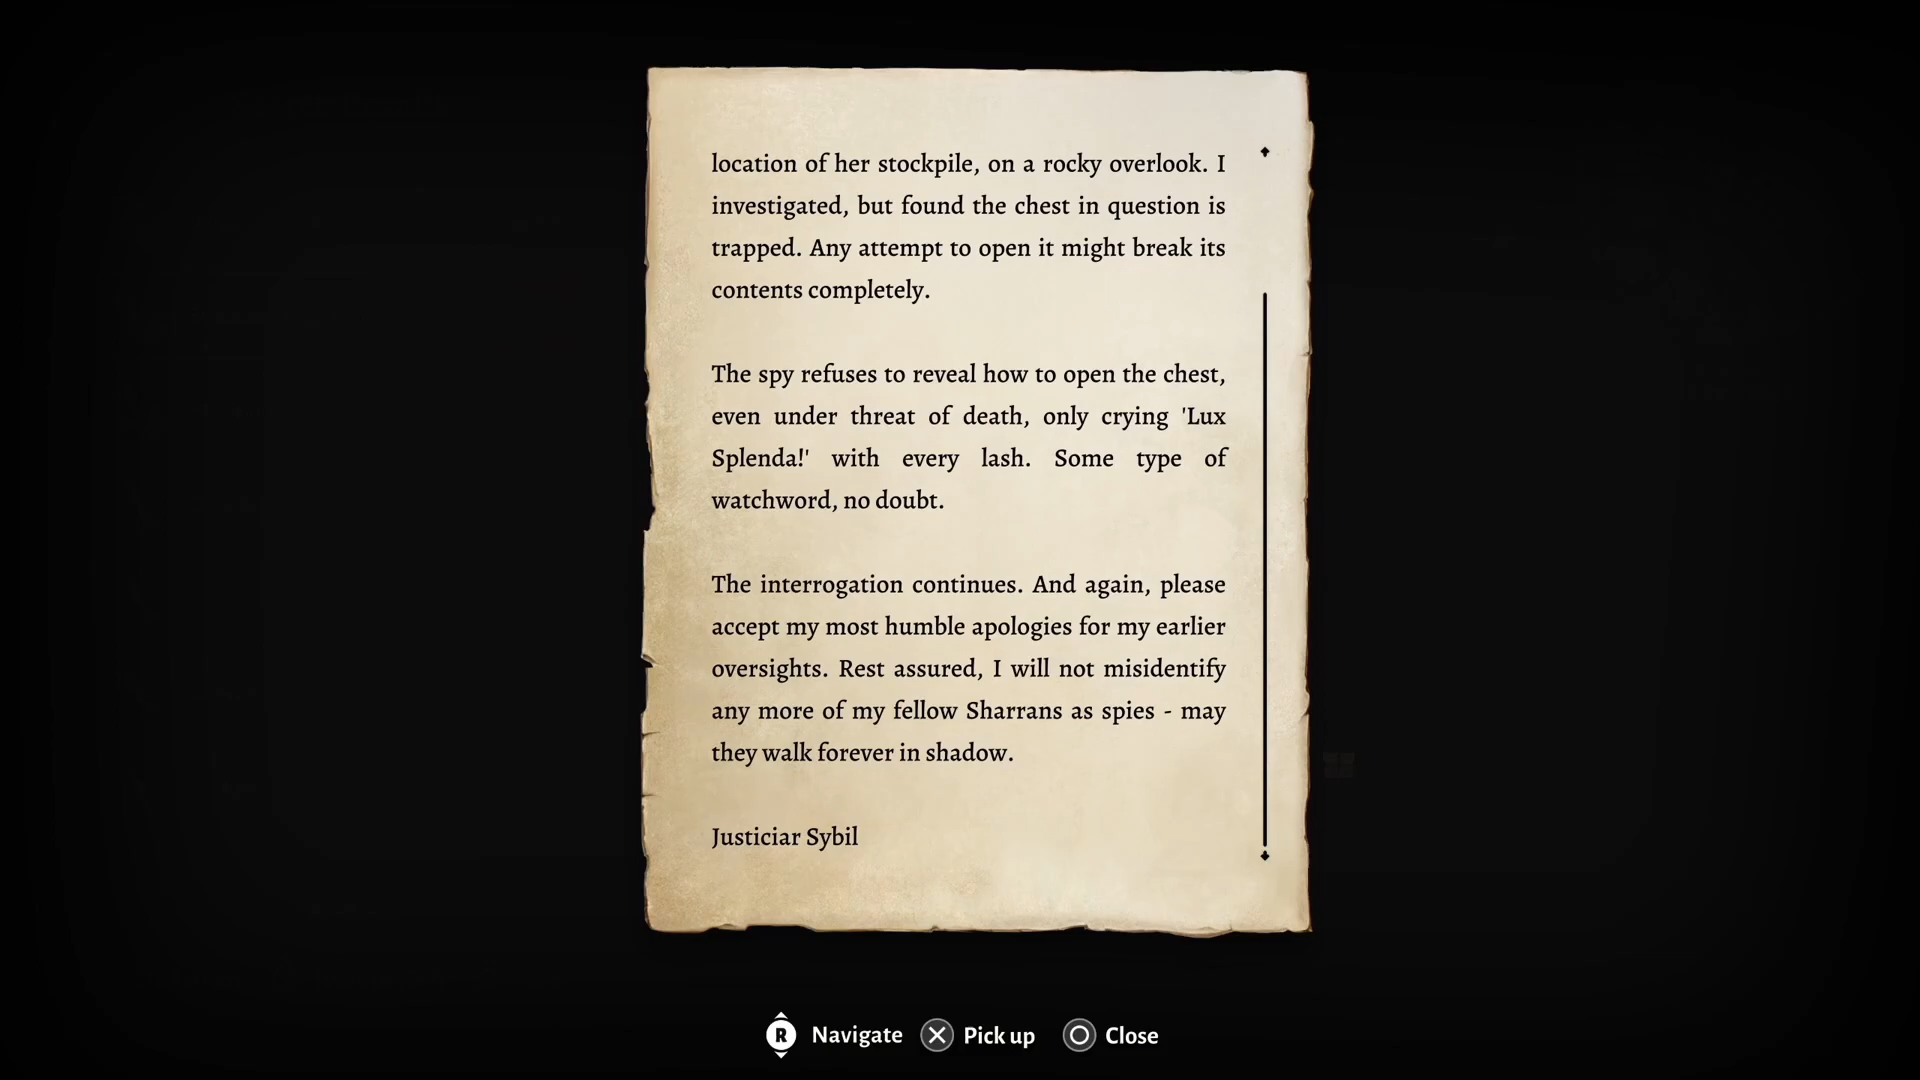 location of her stockpile, on a rocky overlook. I
investigated, but found the chest in question is
trapped. Any attempt to open it might break its
contents completely.
The spy refuses to reveal how to open the chest,
even under threat of death, only crying 'Lux
Splenda!' with every lash. Some type of
watchword, no doubt.
The interrogation continues. And again, please
accept my most humble apologies for my earlier
oversights. Rest assured, I will not misidentify
any more of my fellow Sharrans as spies - may
they walk forever in shadow.
Justiciar Sybil
R Navigate Pick up Close